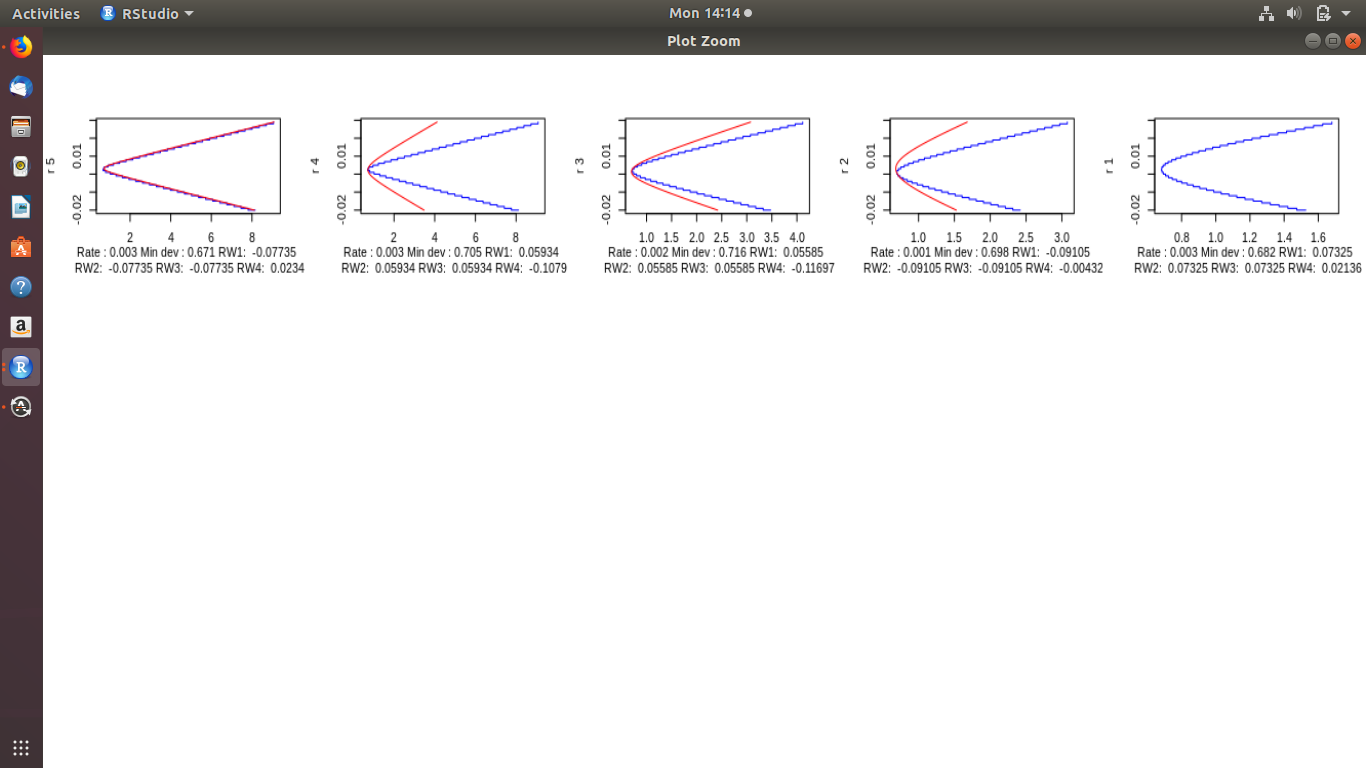 Activities RStudio Mon 14:14
Plot Zoom
r 5
0.01
-0.02
2 4 6 8
Rate : 0.003 Min dev : 0.671 RW1: -0.07735
RW2: -0.07735 RW3: -0.07735 RW4: 0.0234
r 4
0.01
-0.02
2 4 6 8
Rate : 0.003 Min dev : 0.705 RW1: 0.05934
RW2: 0.05934 RW3: 0.05934 RW4: -0.1079
r 3
0.01
-0.02
1.0 1.5 2.0 2.5 3.0 3.5 4.0
Rate : 0.002 Min dev : 0.716 RW1: 0.05585
RW2: 0.05585 RW3: 0.05585 RW4: -0.11697
r 2
0.01
-0.02
1.0 1.5 2.0 2.5 3.0
Rate : 0.001 Min dev : 0.698 RW1: -0.09105
RW2: -0.09105 RW3: -0.09105 RW4: -0.00432
r 1
0.01
-0.02
0.8 1.0 1.2 1.4 1.6
Rate : 0.003 Min dev : 0.682 RW1: 0.07325
RW2: 0.07325 RW3: 0.07325 RW4: 0.02136